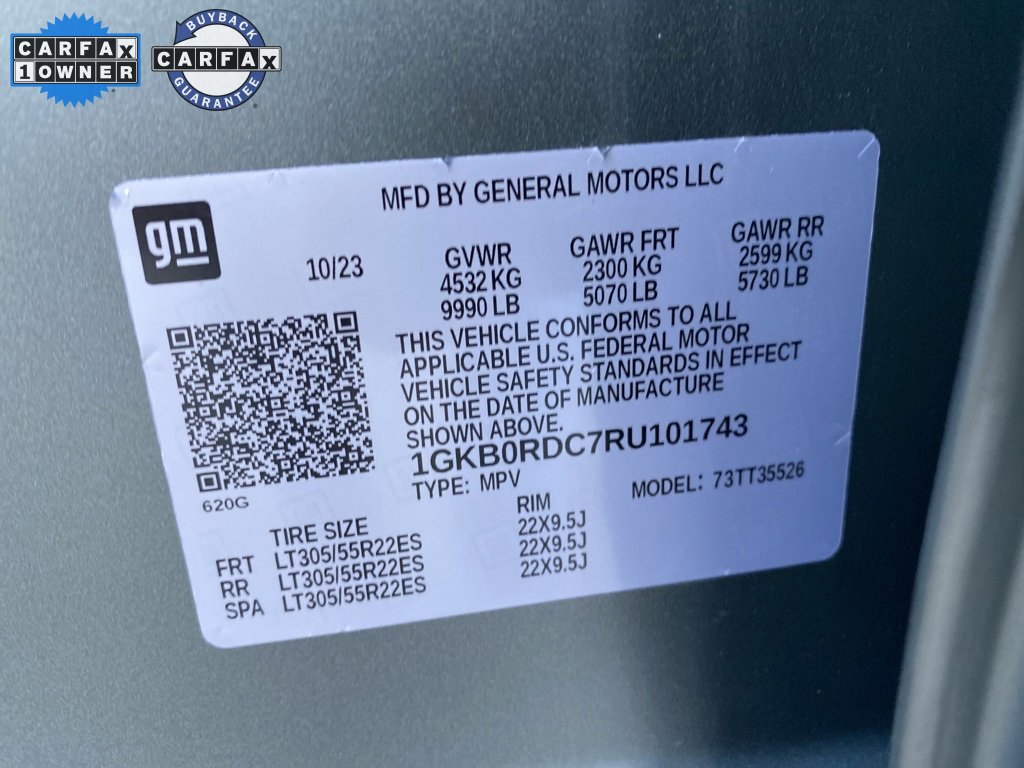 CARFAX
1 OWNER
BUYBACK
CARFAX
GUARANTEE
MFD BY GENERAL MOTORS LLC
gm
10/23
GVWR
4532 KG
9990 LB
GAWR FRT
2300 KG
5070 LB
GAWR RR
2599 KG
5730 LB
THIS VEHICLE CONFORMS TO ALL
APPLICABLE U.S. FEDERAL MOTOR
VEHICLE SAFETY STANDARDS IN EFFECT
ON THE DATE OF MANUFACTURE
SHOWN ABOVE.
1GKB0RDC7RU101743
TYPE: MPV
MODEL: 73TT35526
620G
TIRE SIZE RIM
FRT LT305/55R22ES 22X9.5J
RR LT305/55R22ES 22X9.5J
SPA LT305/55R22ES 22X9.5J